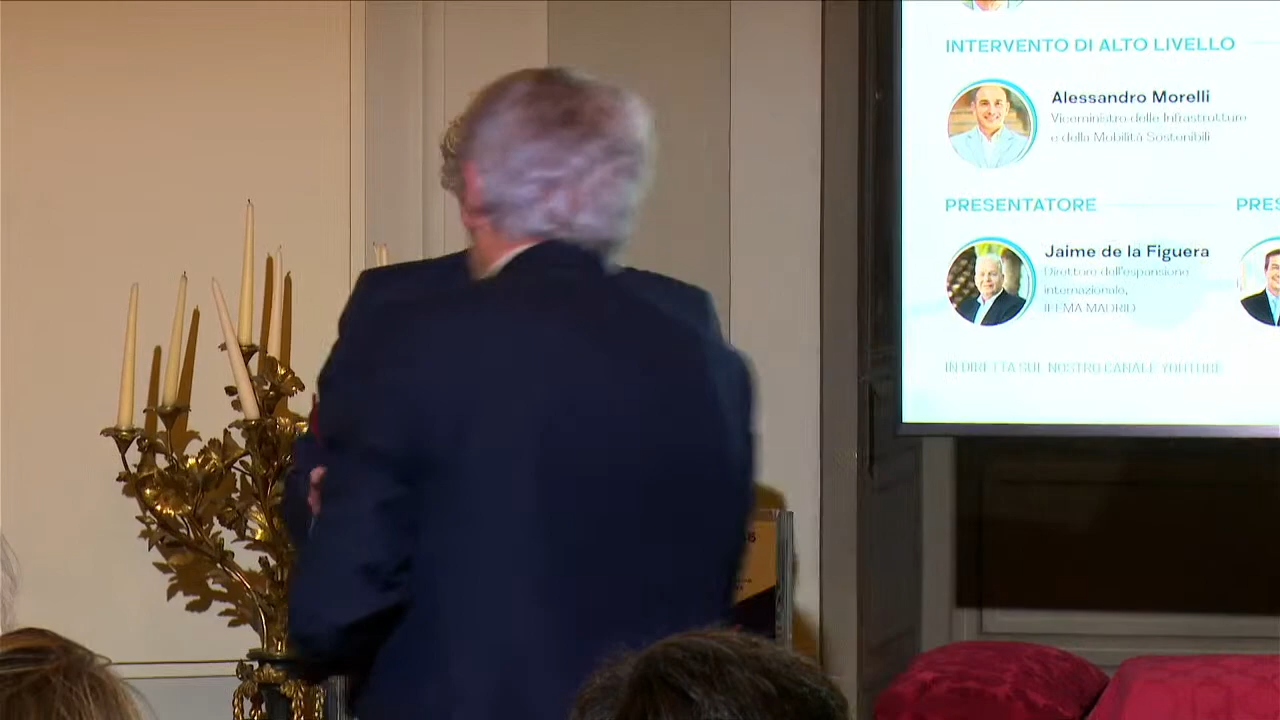 INTERVENTO DI ALTO LIVELLO
Alessandro Morelli
Viceministro delle Infrastrutture
e della Mobilità Sostenibili
PRESENTATORE
PRES
Jaime de la Figuera
Direttore dell'espansione
internazionale,
IFEMA MADRID
IN DIRETTA SUL NOSTRO CANALE YOUTUBE